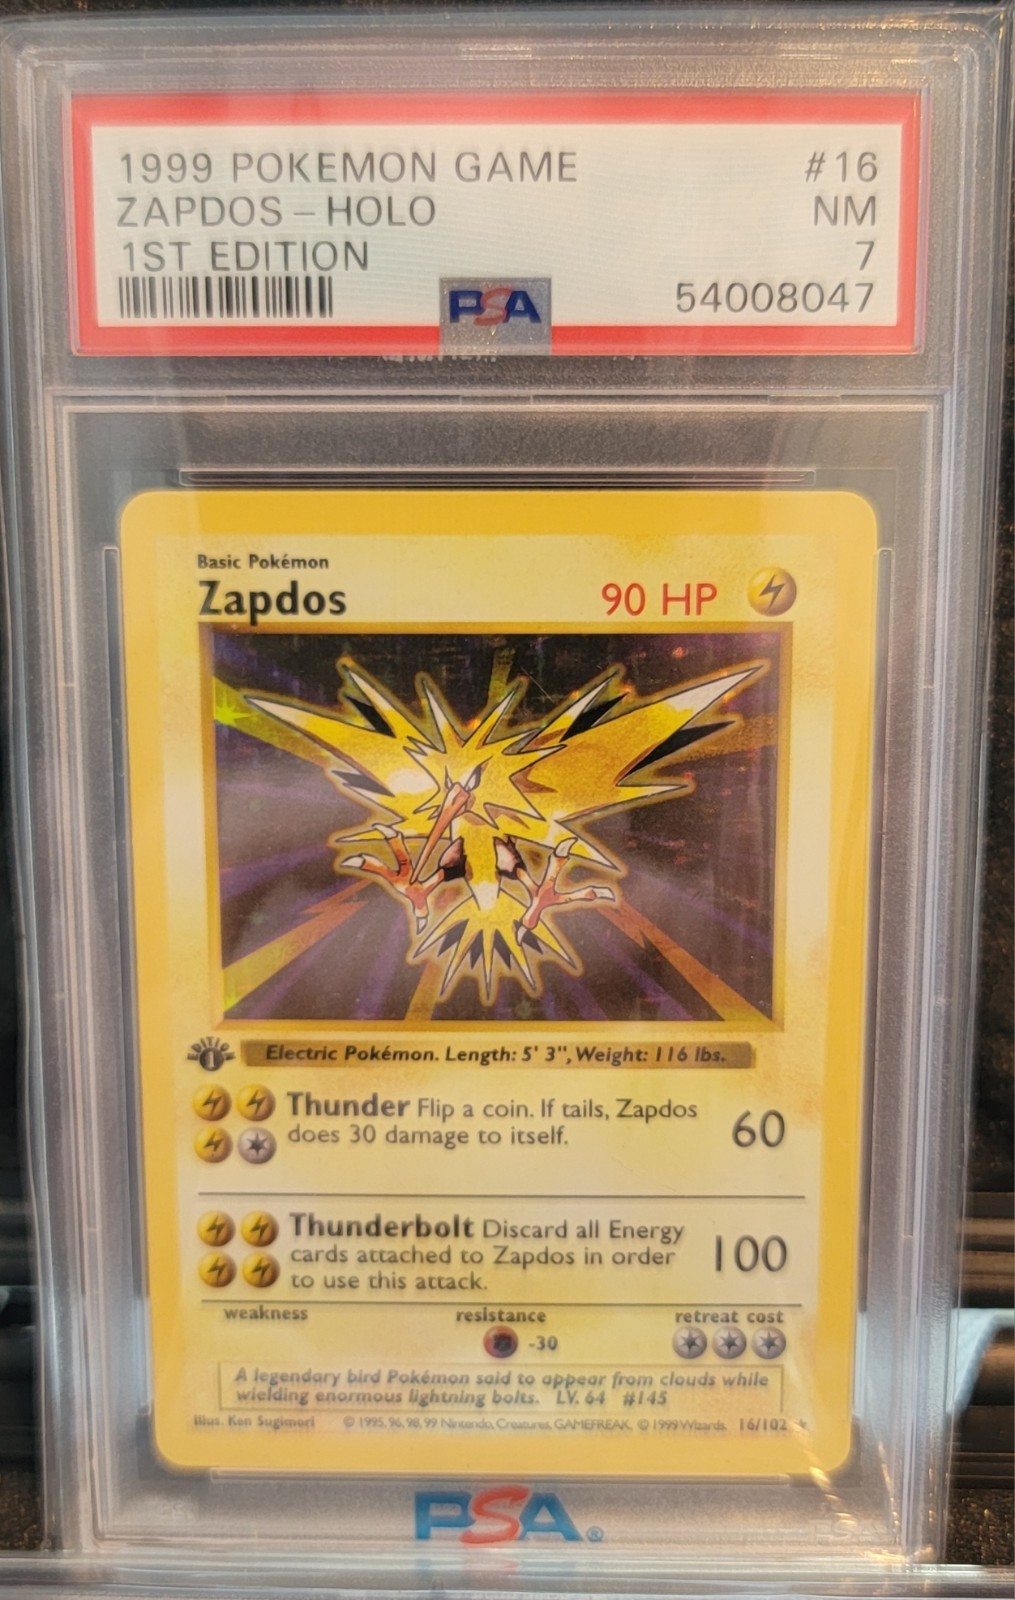 1999 POKEMON GAME #16
ZAPDOS – HOLO NM
1ST EDITION 7
PSA 54008047
Basic Pokémon
Zapdos 90 HP
EDITION 1
Electric Pokémon. Length: 5' 3", Weight: 116 lbs.
Thunder Flip a coin. If tails, Zapdos
does 30 damage to itself. 60
Thunderbolt Discard all Energy
cards attached to Zapdos in order
to use this attack. 100
weakness resistance retreat cost
-30
A legendary bird Pokémon said to appear from clouds while
wielding enormous lightning bolts. LV. 64 #145
Illus. Ken Sugimori © 1995, 96, 98, 99 Nintendo, Creatures, GAMEFREAK. © 1999 Wizards. 16/102 ★
PSA®